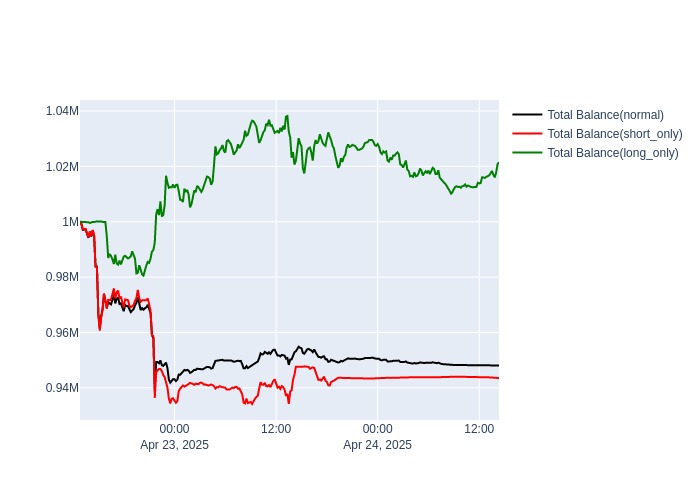 1.04M
1.02M
1M
0.98M
0.96M
0.94M
00:00
Apr 23, 2025
12:00
00:00
Apr 24, 2025
12:00
Total Balance(normal)
Total Balance(short_only)
Total Balance(long_only)